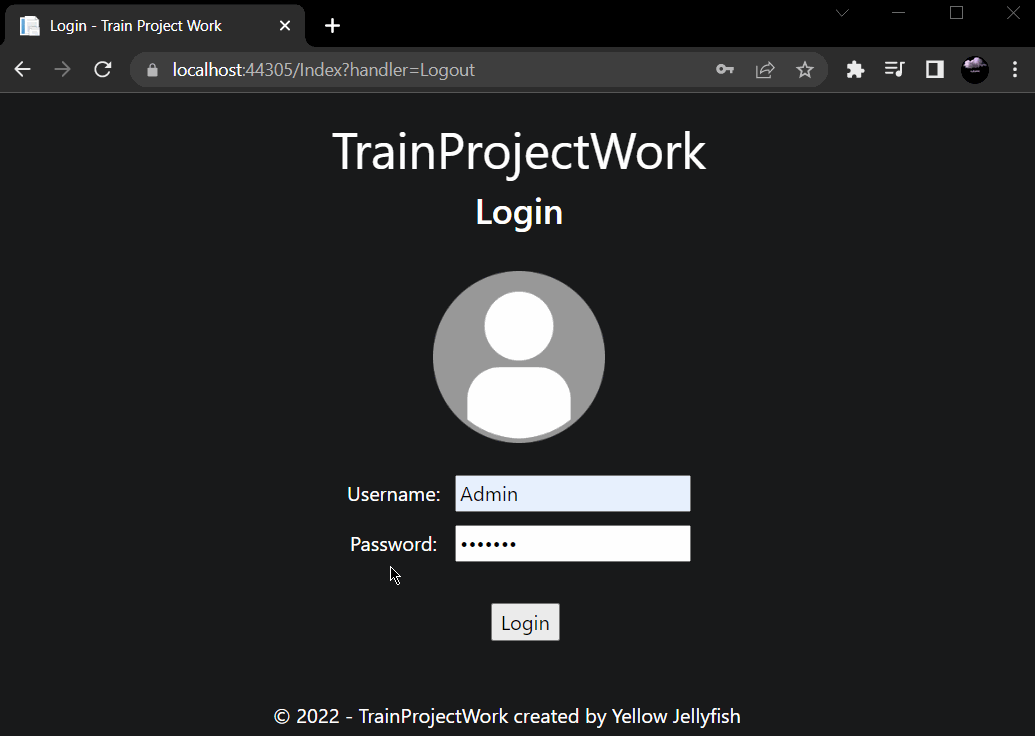 Login - Train Project Work
localhost:44305/Index?handler=Logout
TrainProjectWork
Login
Username: Admin
Password: •••••••
Login
© 2022 - TrainProjectWork created by Yellow Jellyfish